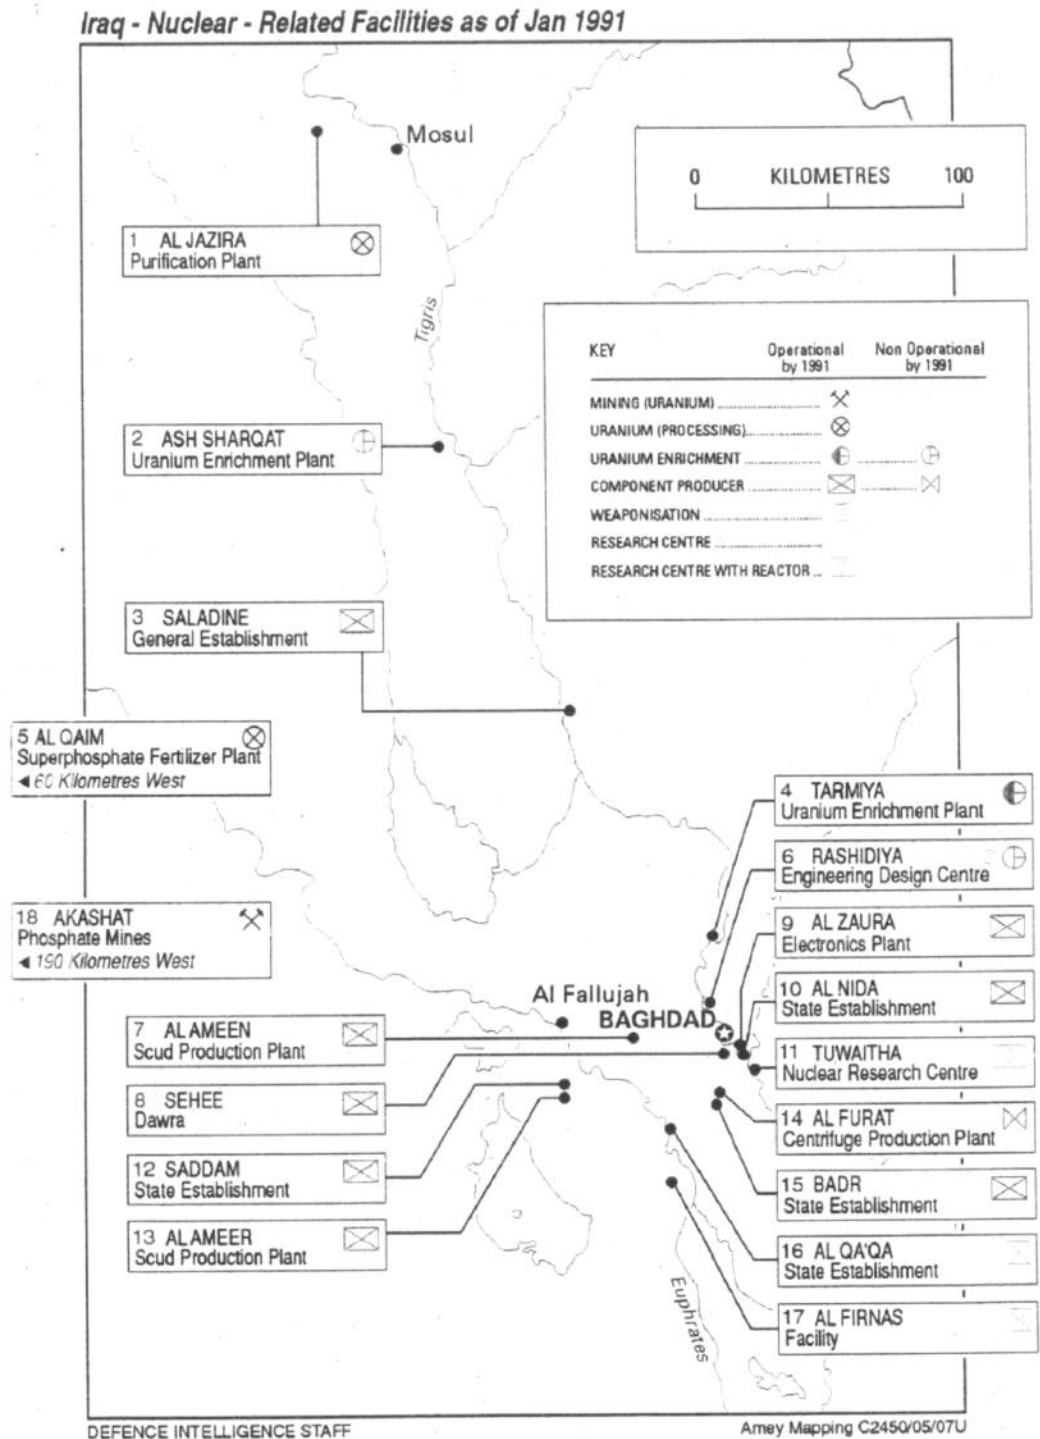 Iraq - Nuclear - Related Facilities as of Jan 1991
Mosul
0 KILOMETRES 100
1 AL JAZIRA
Purification Plant
Tigris
KEY
Operational by 1991
Non Operational by 1991
MINING (URANIUM)
URANIUM (PROCESSING)
URANIUM ENRICHMENT
COMPONENT PRODUCER
WEAPONISATION
RESEARCH CENTRE
RESEARCH CENTRE WITH REACTOR
2 ASH SHARQAT
Uranium Enrichment Plant
3 SALADINE
General Establishment
5 AL QAIM
Superphosphate Fertilizer Plant
◄ 60 Kilometres West
4 TARMIYA
Uranium Enrichment Plant
6 RASHIDIYA
Engineering Design Centre
18 AKASHAT
Phosphate Mines
◄ 190 Kilometres West
9 AL ZAURA
Electronics Plant
10 AL NIDA
State Establishment
Al Fallujah
BAGHDAD
7 AL AMEEN
Scud Production Plant
11 TUWAITHA
Nuclear Research Centre
8 SEHEE
Dawra
14 AL FURAT
Centrifuge Production Plant
12 SADDAM
State Establishment
15 BADR
State Establishment
13 AL AMEER
Scud Production Plant
16 AL QA'QA
State Establishment
Euphrates
17 AL FIRNAS
Facility
DEFENCE INTELLIGENCE STAFF
Amey Mapping C2450/05/07U